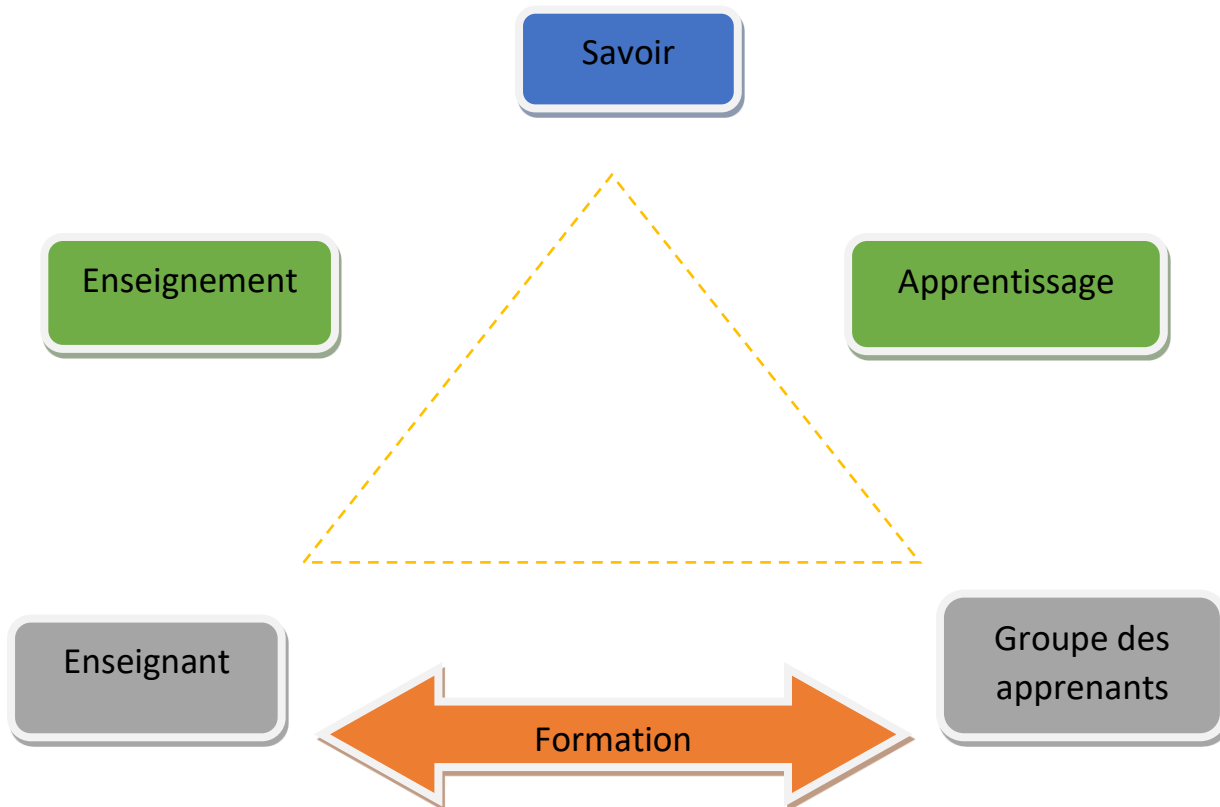 Savoir
Enseignement
Apprentissage
Enseignant
Groupe des
apprenants
Formation